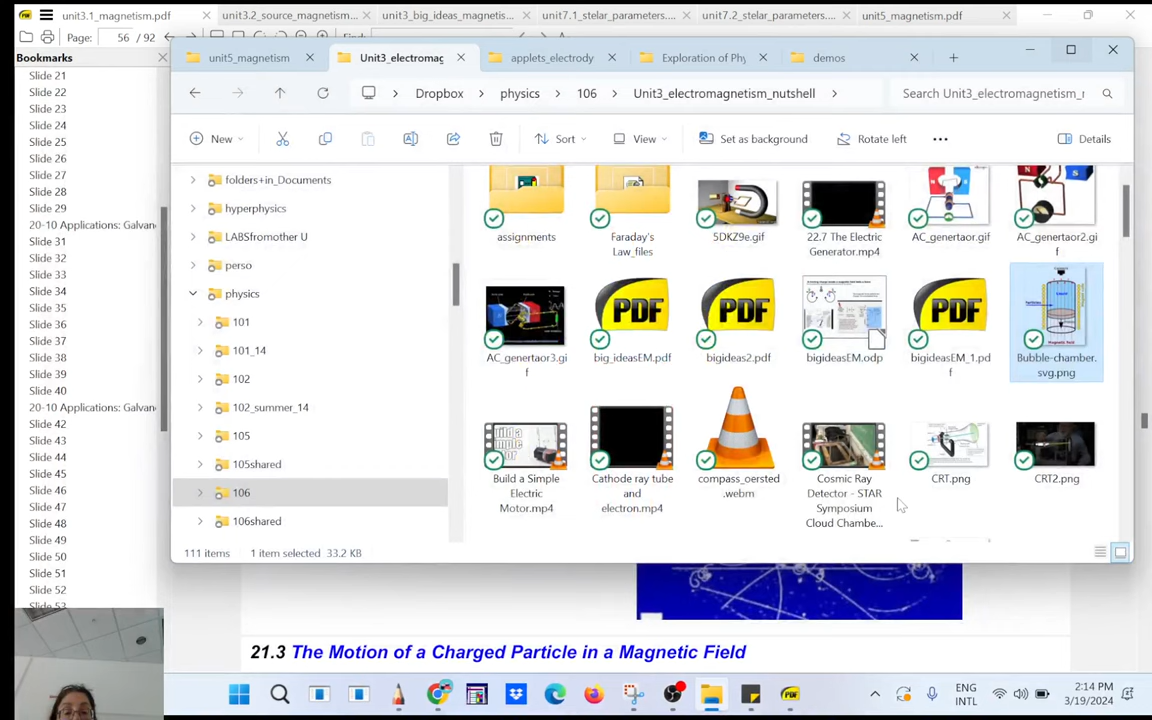 unit3.1_magnetism.pdf
unit3.2_source_magnetism....
unit3_big_ideas_magnetis...
unit7.1_stelar_parameters....
unit7.2_stelar_parameters....
unit5_magnetism.pdf
Page: 56 / 92
Bookmarks
Slide 21
Slide 22
Slide 23
Slide 24
Slide 25
Slide 26
Slide 27
Slide 28
Slide 29
20-10 Applications: Galvan
Slide 31
Slide 32
Slide 33
Slide 34
Slide 35
Slide 36
Slide 37
Slide 38
Slide 39
Slide 40
20-10 Applications: Galvan
Slide 42
Slide 43
Slide 44
Slide 45
Slide 46
Slide 47
Slide 48
Slide 49
Slide 50
Slide 51
Slide 52
Slide 53
unit5_magnetism
Unit3_electromag
applets_electrody
Exploration of Phy
demos
Dropbox > physics > 106 > Unit3_electromagnetism_nutshell >
Search Unit3_electromagnetism_r
New
Sort
View
Set as background
Rotate left
Details
folders+in_Documents
hyperphysics
LABSfromother U
perso
physics
101
101_14
102
102_summer_14
105
105shared
106
106shared
assignments
Faraday's
Law_files
5DKZ9e.gif
22.7 The Electric
Generator.mp4
AC_genertaor.gif
AC_genertaor2.gi
f
AC_genertaor3.gi
f
PDF
big_ideasEM.pdf
PDF
bigideas2.pdf
bigideasEM.odp
PDF
bigideasEM_1.pd
f
Bubble-chamber.
svg.png
Build a Simple
Electric
Motor.mp4
Cathode ray tube
and
electron.mp4
compass_oersted
.webm
Cosmic Ray
Detector - STAR
Symposium
Cloud Chambe...
CRT.png
CRT2.png
111 items
1 item selected 33.2 KB
21.3 The Motion of a Charged Particle in a Magnetic Field
ENG
INTL
2:14 PM
3/19/2024